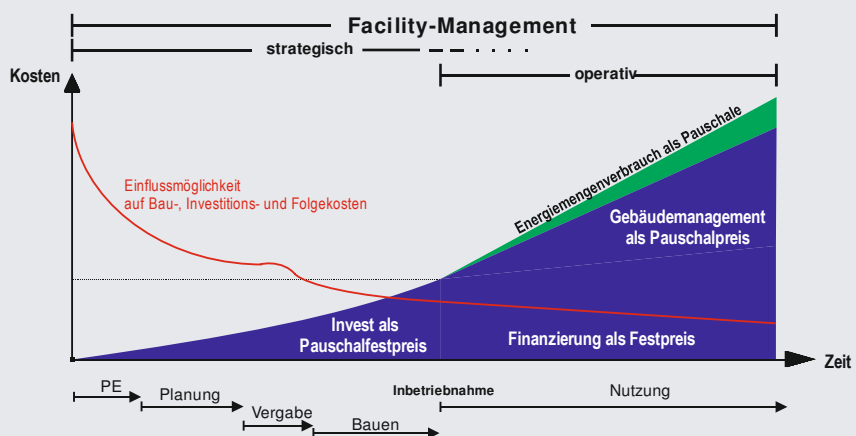 Facility-Management
strategisch
operativ
Kosten
Energiemengenverbrauch als Pauschale
Einflussmöglichkeit
auf Bau-, Investitions- und Folgekosten
Gebäudemanagement
als Pauschalpreis
Invest als
Pauschalfestpreis
Finanzierung als Festpreis
Zeit
PE
Planung
Vergabe
Bauen
Inbetriebnahme
Nutzung